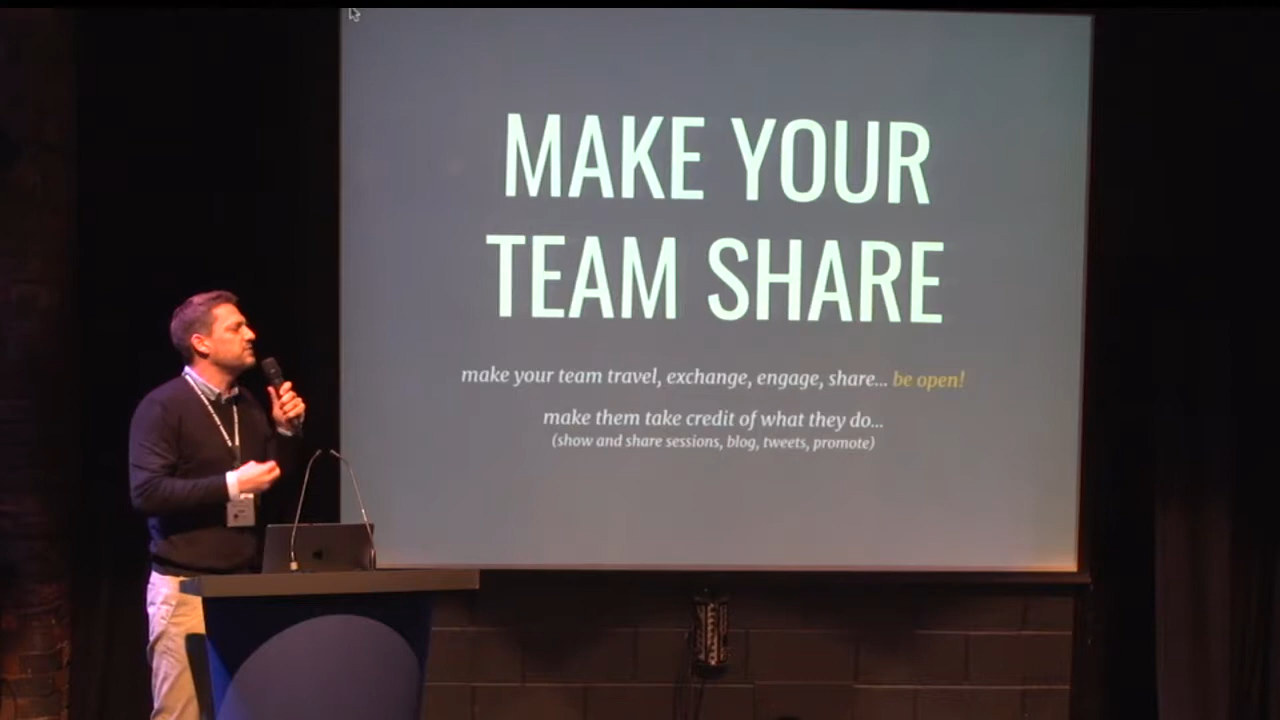 MAKE YOUR
TEAM SHARE
make your team travel, exchange, engage, share... be open!
make them take credit of what they do...
(show and share sessions, blog, tweets, promote)